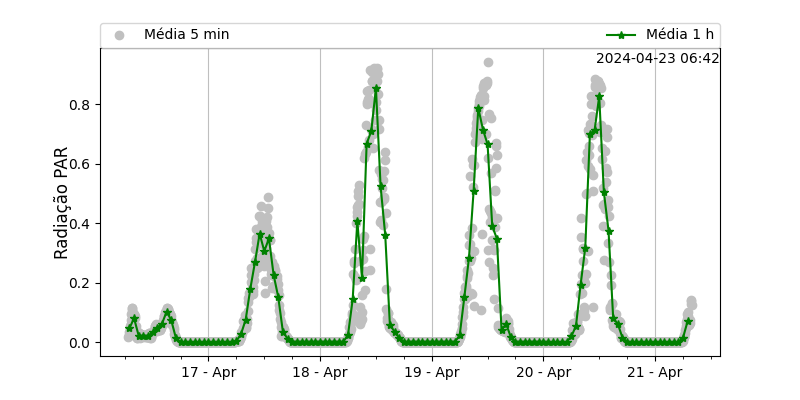 Média 5 min
Média 1 h
2024-04-23 06:42
Radiação PAR
0.8
0.6
0.4
0.2
0.0
17 - Apr
18 - Apr
19 - Apr
20 - Apr
21 - Apr